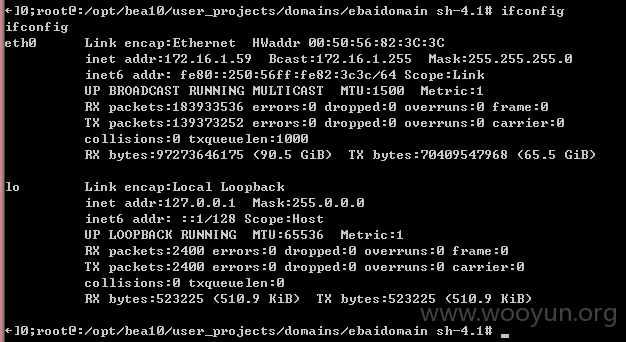 ←]0;root@:/opt/bea10/user_projects/domains/ebaidomain sh-4.1# ifconfig
ifconfig
eth0      Link encap:Ethernet  HWaddr 00:50:56:82:3C:3C
          inet addr:172.16.1.59  Bcast:172.16.1.255  Mask:255.255.255.0
          inet6 addr: fe80::250:56ff:fe82:3c3c/64 Scope:Link
          UP BROADCAST RUNNING MULTICAST  MTU:1500  Metric:1
          RX packets:183933536 errors:0 dropped:0 overruns:0 frame:0
          TX packets:139373252 errors:0 dropped:0 overruns:0 carrier:0
          collisions:0 txqueuelen:1000
          RX bytes:97273646175 (90.5 GiB)  TX bytes:70409547968 (65.5 GiB)
lo        Link encap:Local Loopback
          inet addr:127.0.0.1  Mask:255.0.0.0
          inet6 addr: ::1/128 Scope:Host
          UP LOOPBACK RUNNING  MTU:65536  Metric:1
          RX packets:2400 errors:0 dropped:0 overruns:0 frame:0
          TX packets:2400 errors:0 dropped:0 overruns:0 carrier:0
          collisions:0 txqueuelen:0
          RX bytes:523225 (510.9 KiB)  TX bytes:523225 (510.9 KiB)
www.wooyun.org
←]0;root@:/opt/bea10/user_projects/domains/ebaidomain sh-4.1# _